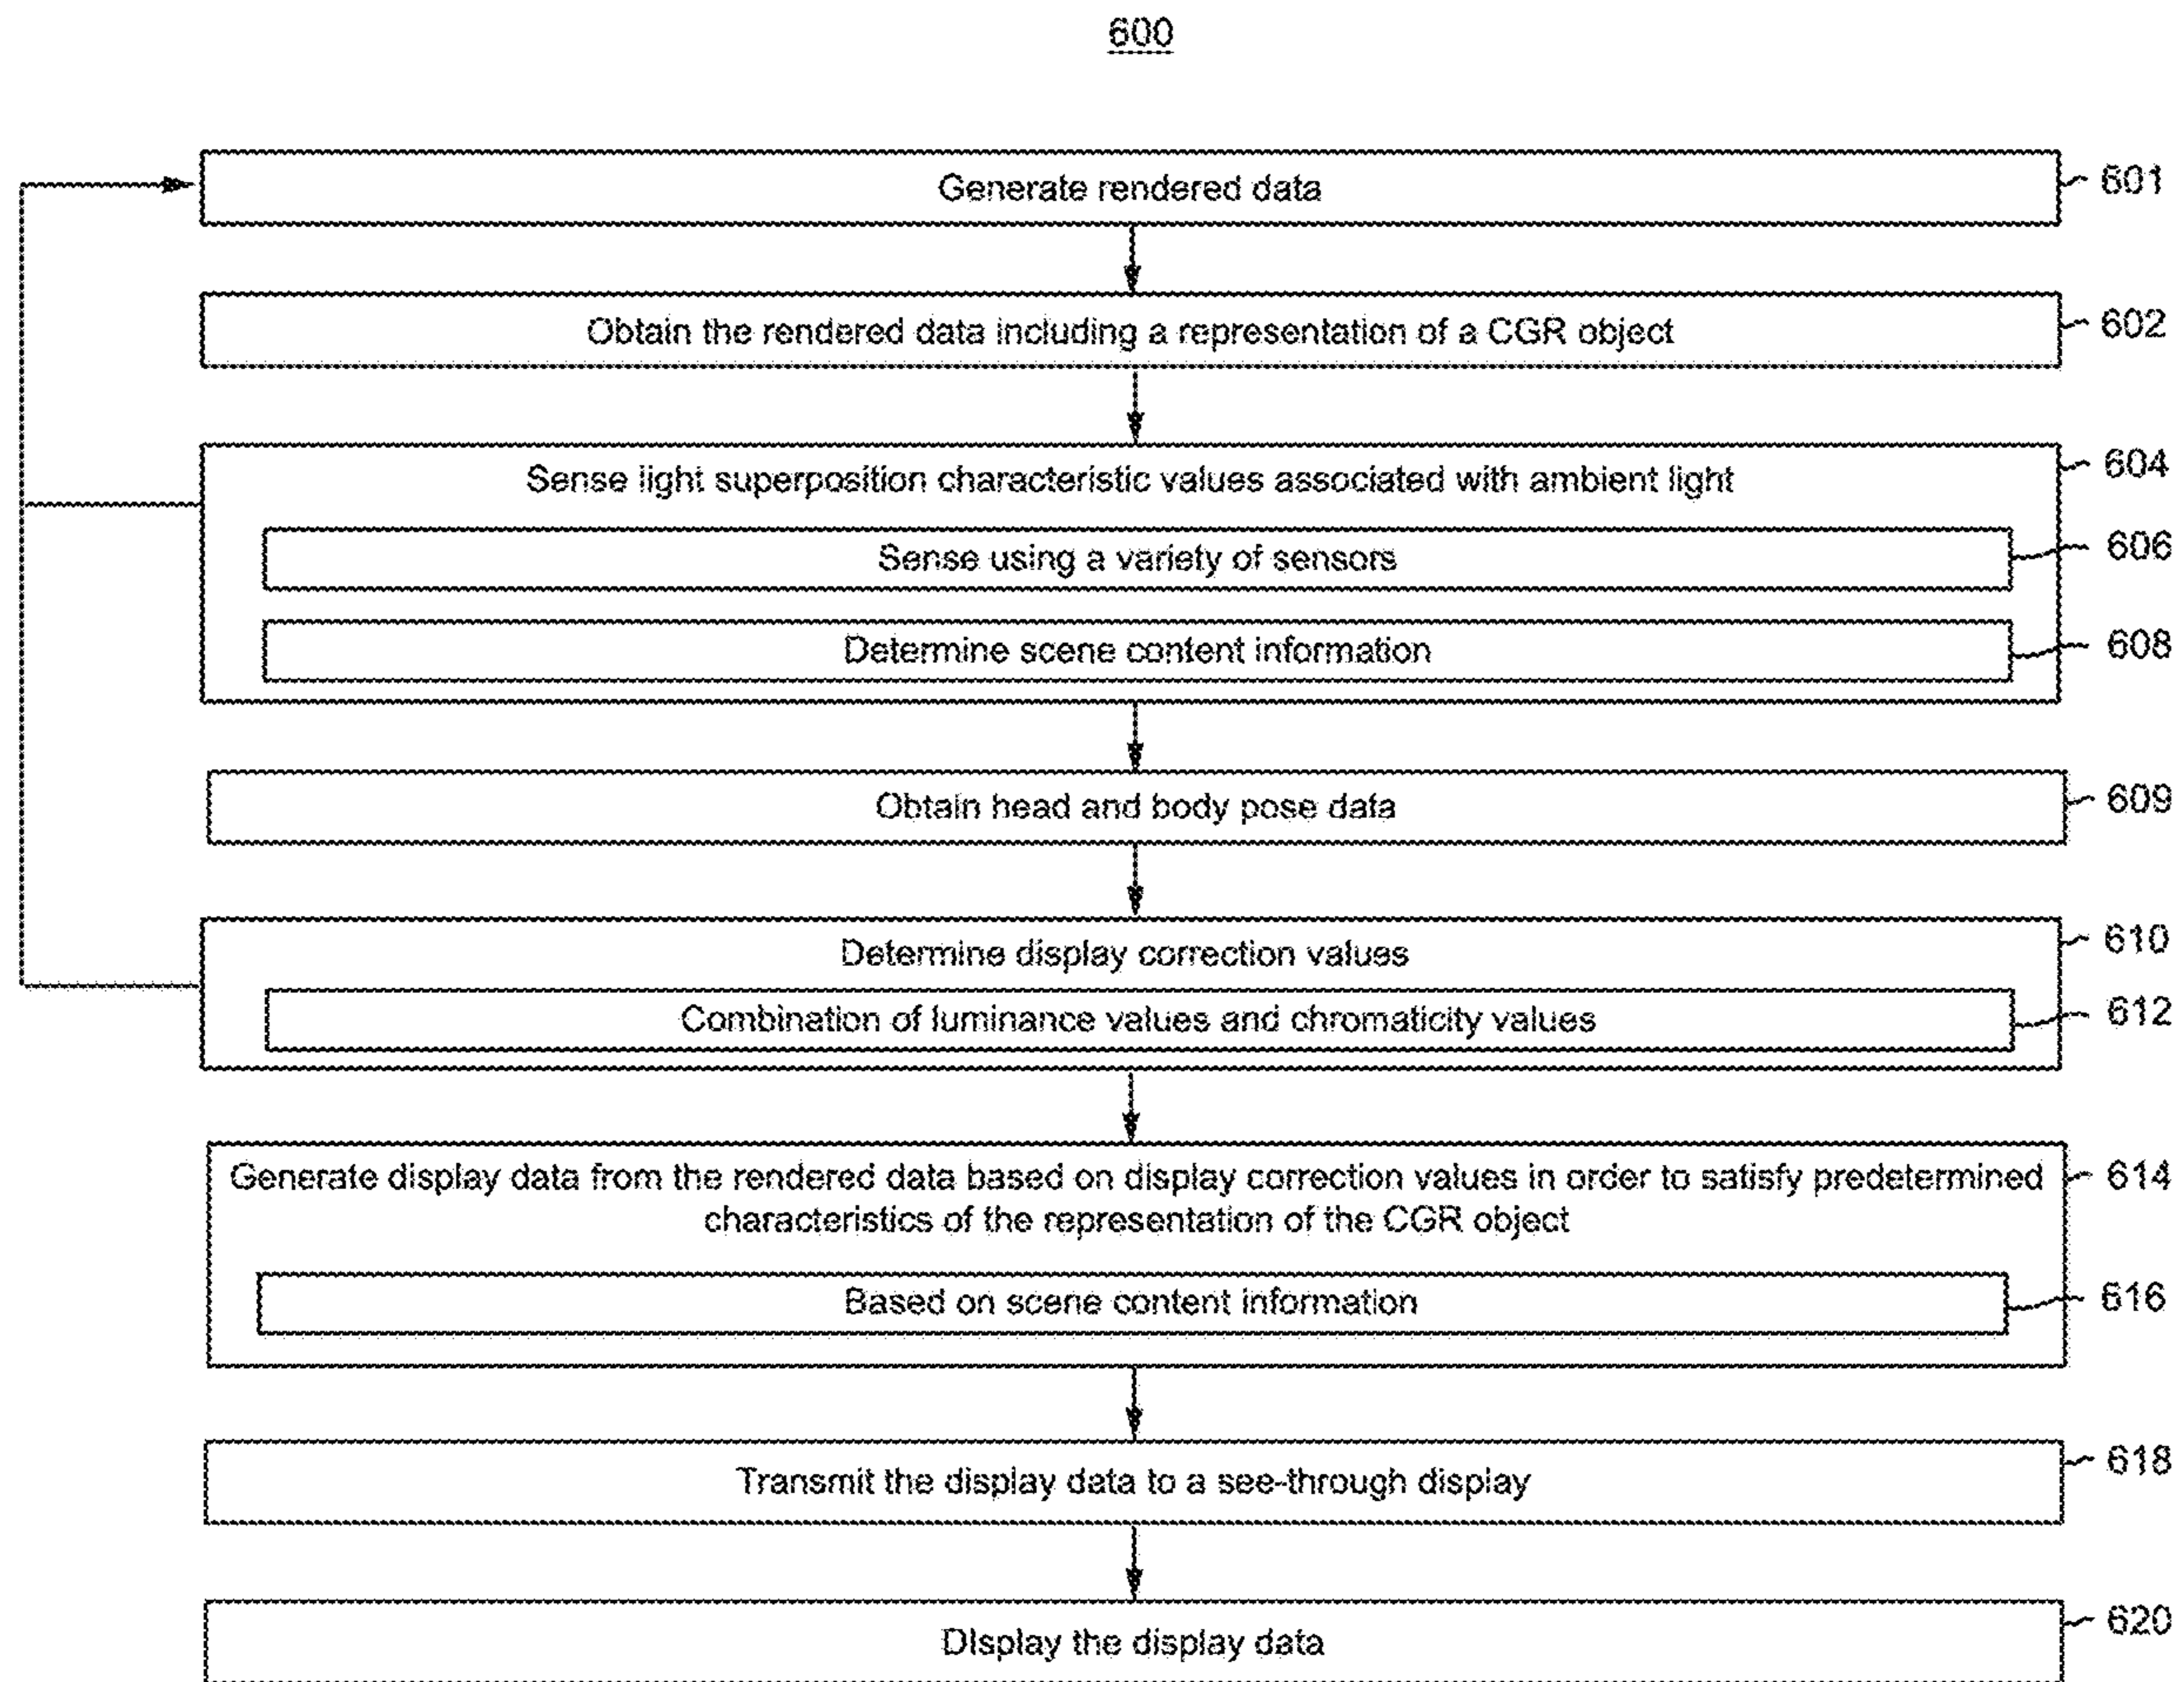 600
Generate rendered data
601
Obtain the rendered data including a representation of a CGR object
602
Sense light superposition characteristic values associated with ambient light
604
Sense using a variety of sensors
606
Determine scene content information
608
Obtain head and body pose data
609
Determine display correction values
610
Combination of luminance values and chromaticity values
612
Generate display data from the rendered data based on display correction values in order to satisfy predetermined
614
characteristics of the representation of the CGR object
Based on scene content information
616
Transmit the display data to a see-through display
618
DIsplay the display data
620